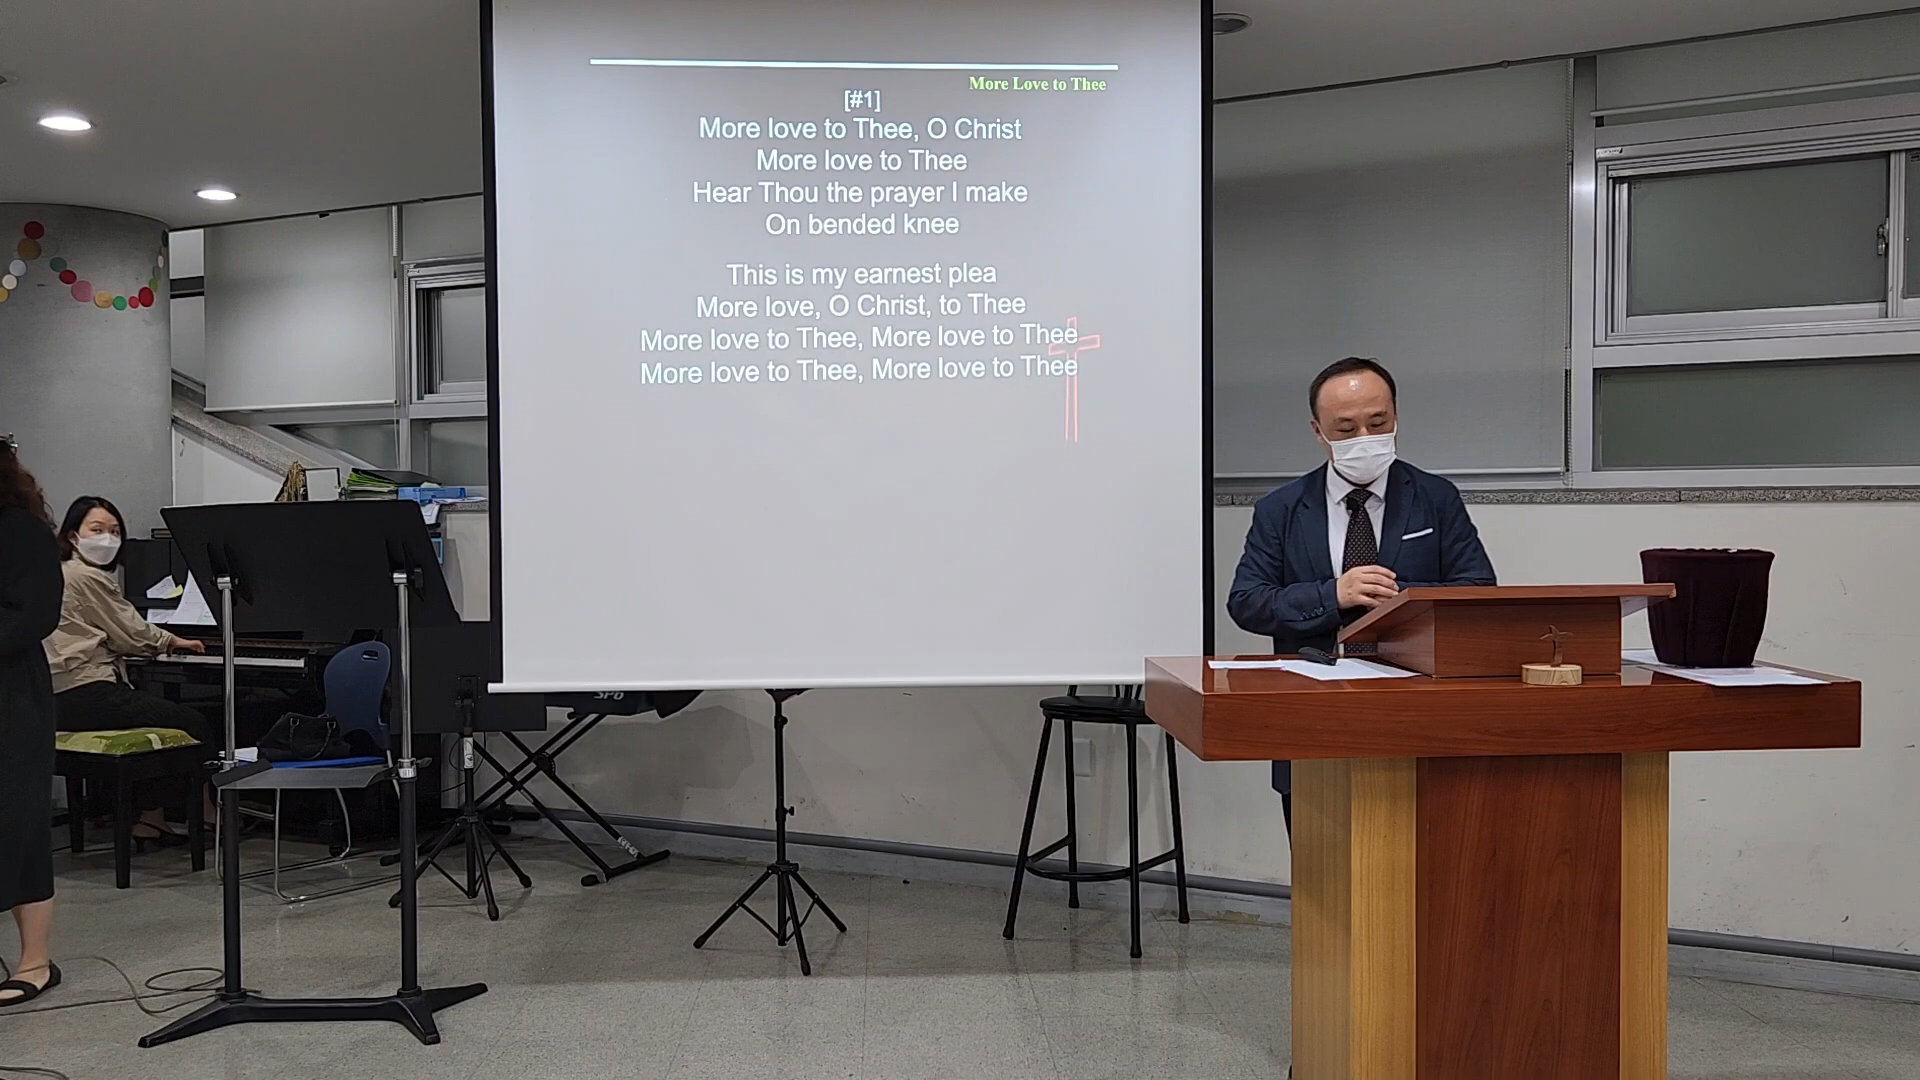 More Love to Thee
[#1]
More love to Thee, O Christ
More love to Thee
Hear Thou the prayer I make
On bended knee
This is my earnest plea
More love, O Christ, to Thee
More love to Thee, More love to Thee
More love to Thee, More love to Thee
SP6